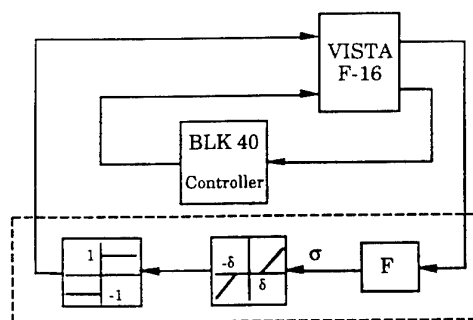 VISTA
F-16
BLK 40
Controller
1
-1
-δ
δ
σ
F